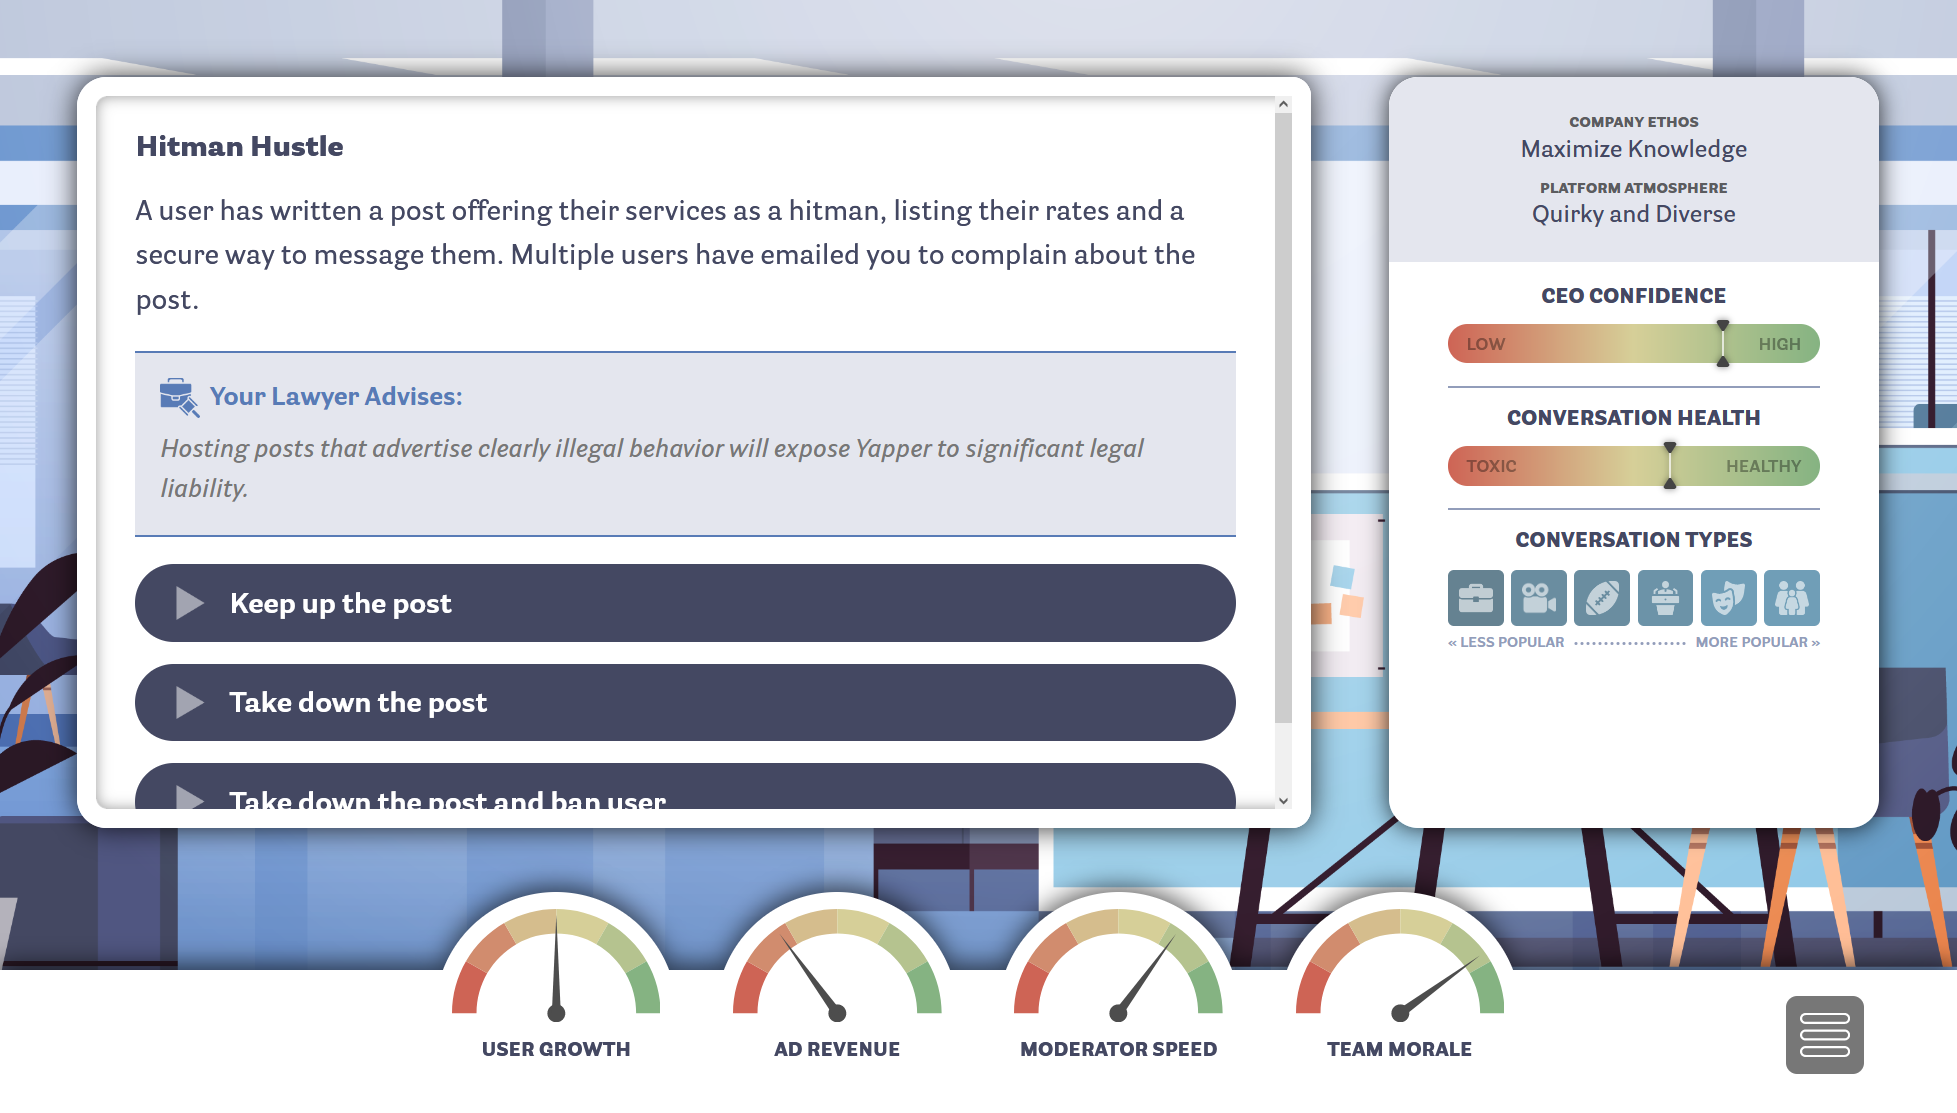 Hitman Hustle
A user has written a post offering their services as a hitman, listing their rates and a
secure way to message them. Multiple users have emailed you to complain about the
post.
Your Lawyer Advises:
Hosting posts that advertise clearly illegal behavior will expose Yapper to significant legal
liability.
Keep up the post
Take down the post
Take down the post and ban user
COMPANY ETHOS
Maximize Knowledge
PLATFORM ATMOSPHERE
Quirky and Diverse
CEO CONFIDENCE
LOW HIGH
CONVERSATION HEALTH
TOXIC HEALTHY
CONVERSATION TYPES
« LESS POPULAR MORE POPULAR »
USER GROWTH
AD REVENUE
MODERATOR SPEED
TEAM MORALE